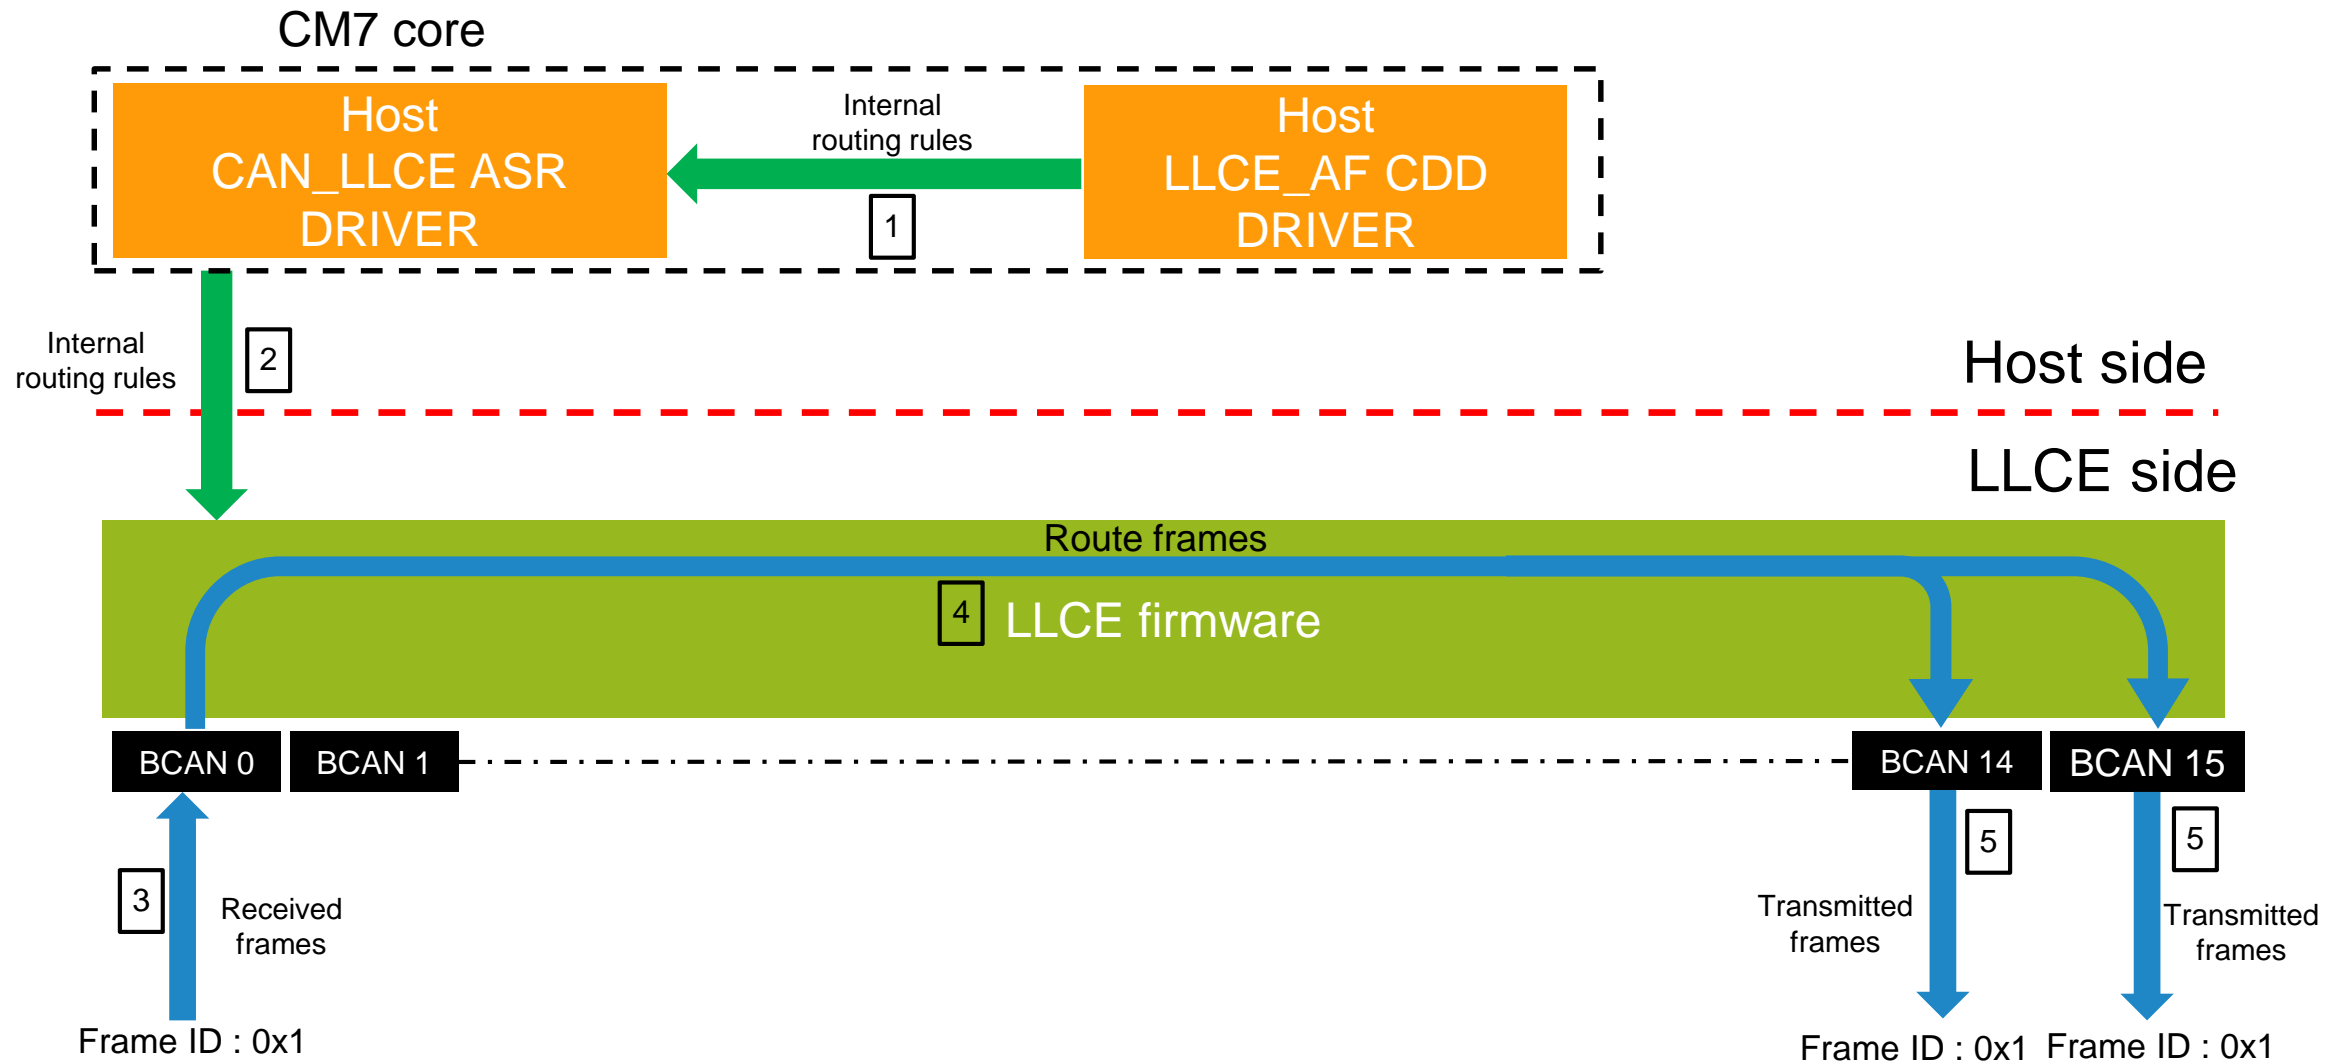 CM7 core
Host
CAN_LLCE ASR
DRIVER
Internal
routing rules
1
Host
LLCE_AF CDD
DRIVER
Internal
routing rules
2
Host side
LLCE side
Route frames
4
LLCE firmware
BCAN 0
BCAN 1
BCAN 14
BCAN 15
3
Received
frames
5
Transmitted
frames
5
Transmitted
frames
Frame ID : 0x1
Frame ID : 0x1
Frame ID : 0x1